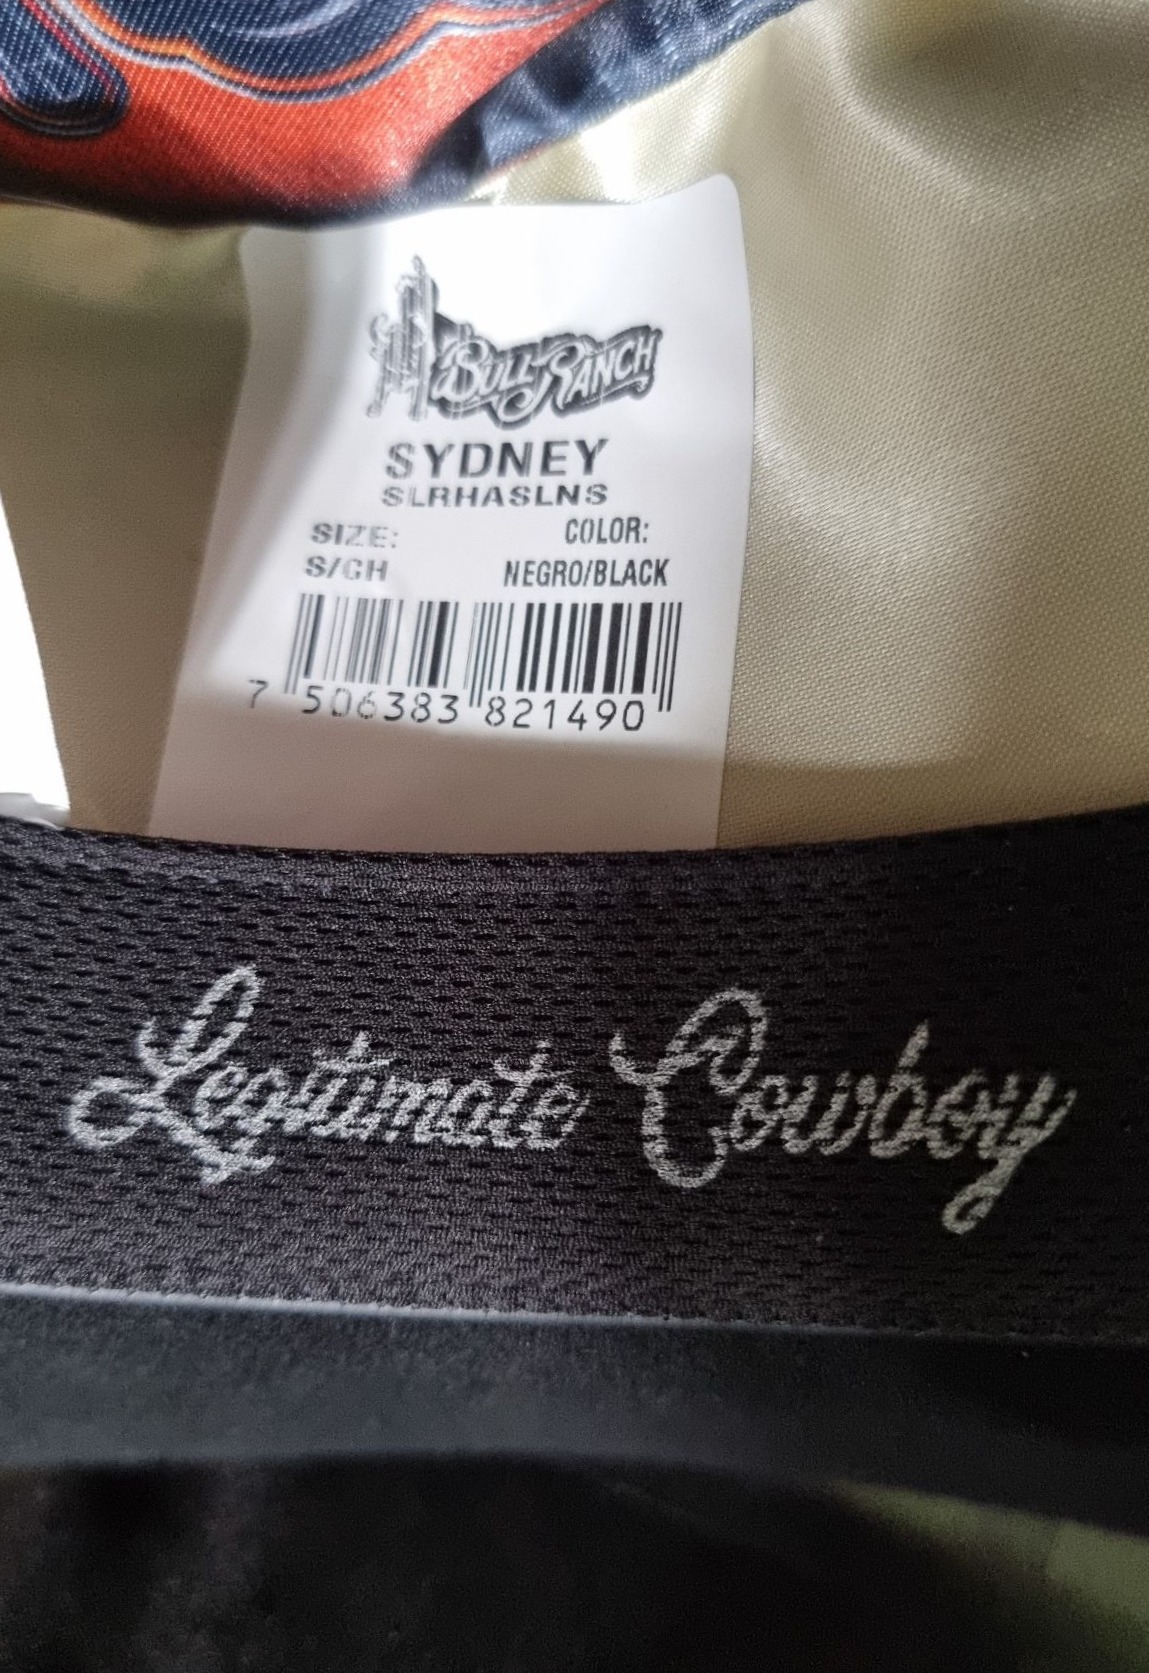 BULL-RANCH
SYDNEY
SLRHASLNS
SIZE: COLOR:
S/CH NEGRO/BLACK
7 506383 821490
Legitimate Cowboy